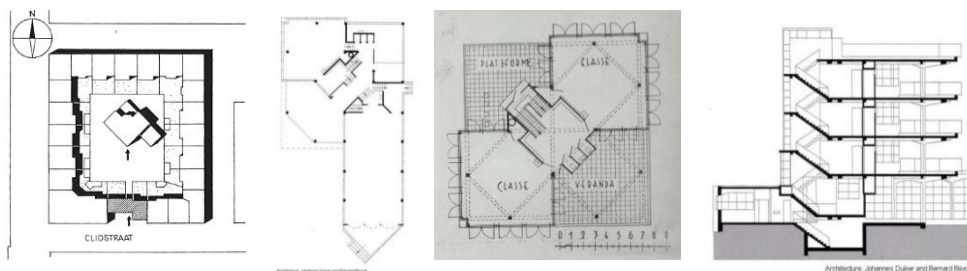 N
CLIOSTRAAT
PLATEFORME
CLASSE
CLASSE
VERANDA
0 1 2 3 4 5 6 7 8 9
Architecture: Johannes Duiker and Bernard Bijvoet